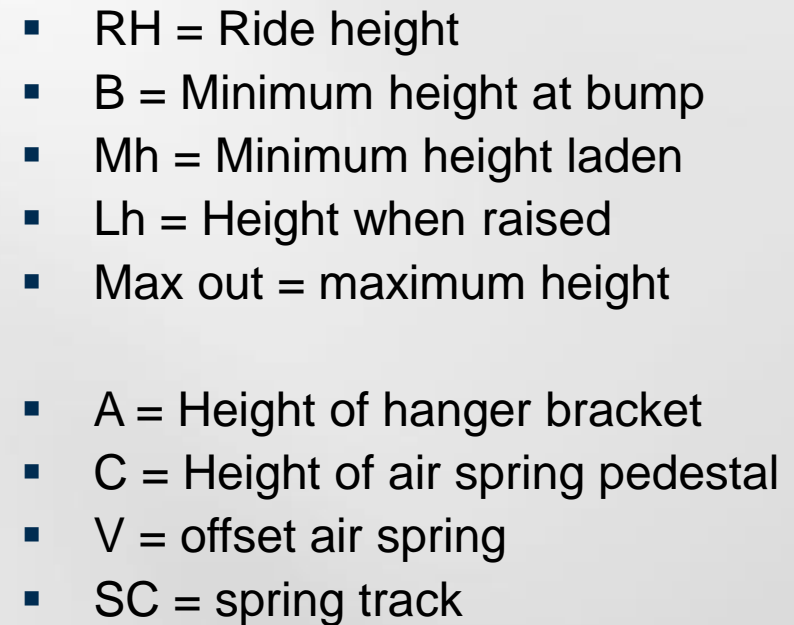 ▪ RH = Ride height
▪ B = Minimum height at bump
▪ Mh = Minimum height laden
▪ Lh = Height when raised
▪ Max out = maximum height
▪ A = Height of hanger bracket
▪ C = Height of air spring pedestal
▪ V = offset air spring
▪ SC = spring track